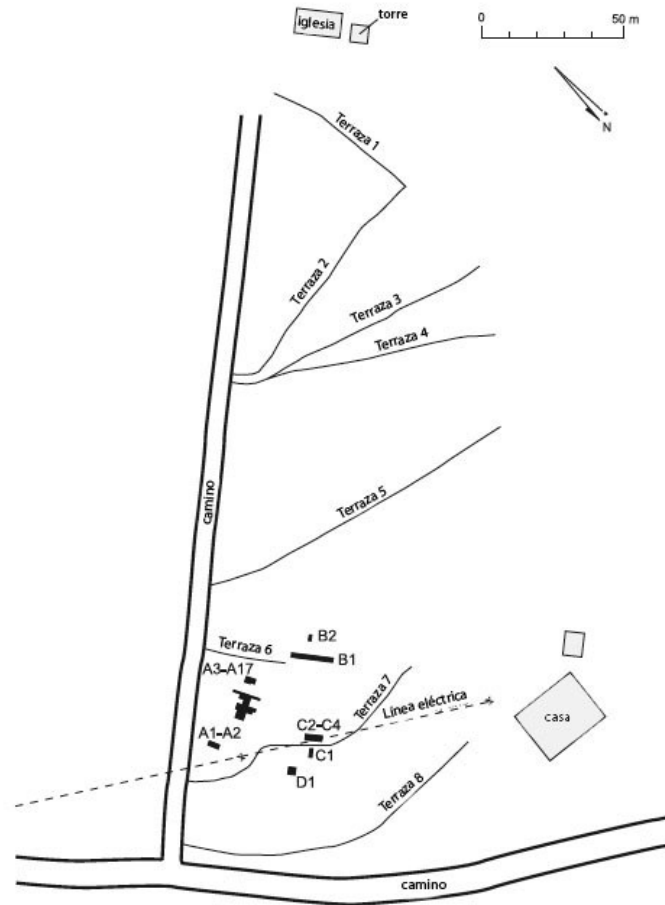 iglesia
torre
0
50 m
N
Terraza 1
Terraza 2
Terraza 3
Terraza 4
camino
Terraza 5
B2
Terraza 6
B1
A3-A17
Terraza 7
Línea eléctrica
casa
C2-C4
A1-A2
C1
D1
Terraza 8
camino